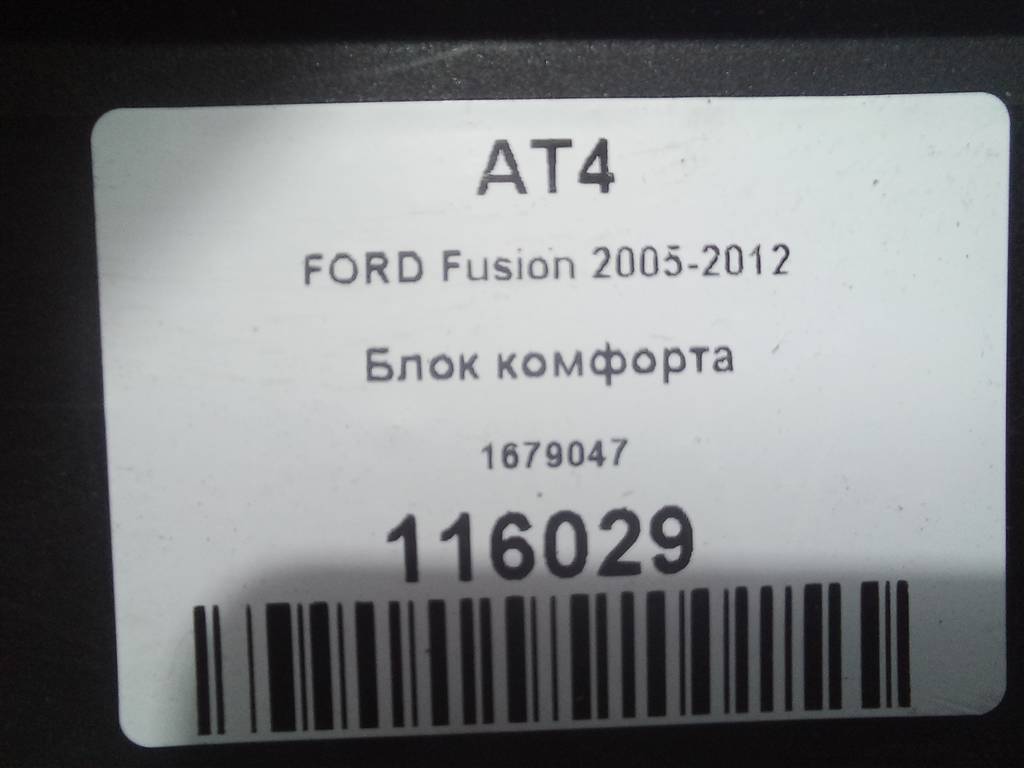 AT4
FORD Fusion 2005-2012
Блок комфорта
1679047
116029